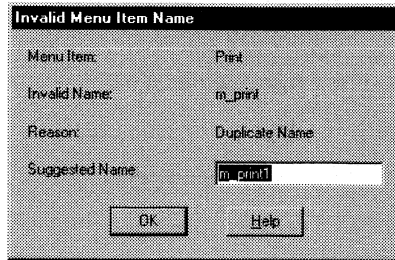 Invalid Menu Item Name
Menu Item: Print
Invalid Name: m_print
Reason: Duplicate Name
Suggested Name m_print1
OK Help